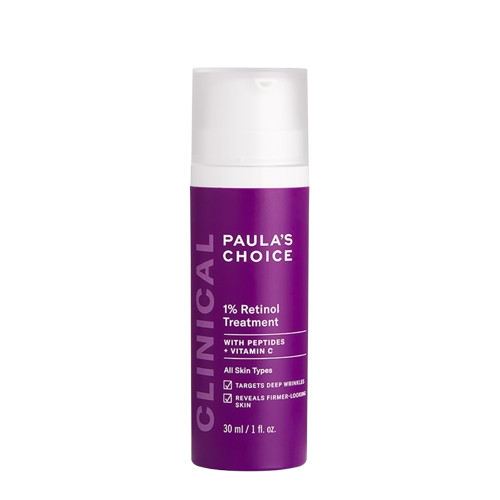 CLINICAL
PAULA'S
CHOICE
1% Retinol
Treatment
WITH PEPTIDES
+ VITAMIN C
All Skin Types
TARGETS DEEP WRINKLES
REVEALS FIRMER-LOOKING
SKIN
30 ml / 1 fl. oz.